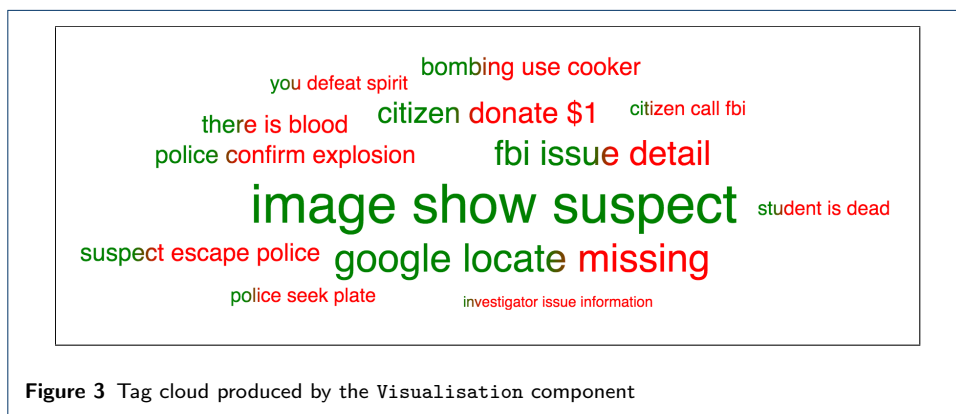 bombing use cooker
you defeat spirit
citizen donate $1
citizen call fbi
there is blood
police confirm explosion
fbi issue detail
image show suspect
student is dead
suspect escape police
google locate missing
police seek plate
investigator issue information
Figure 3 Tag cloud produced by the Visualisation component